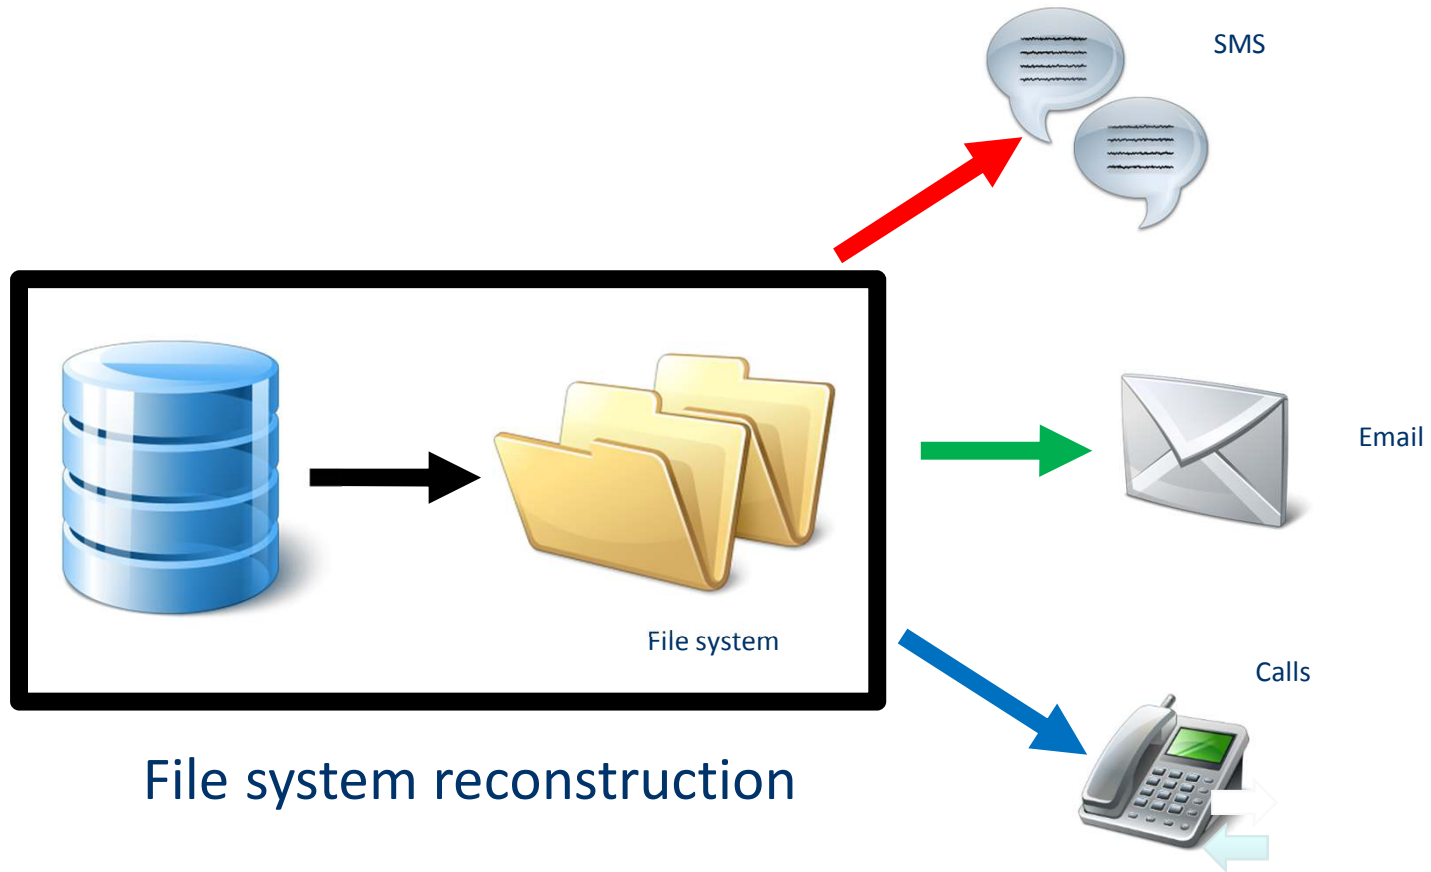 SMS
Email
File system
Calls
File system reconstruction